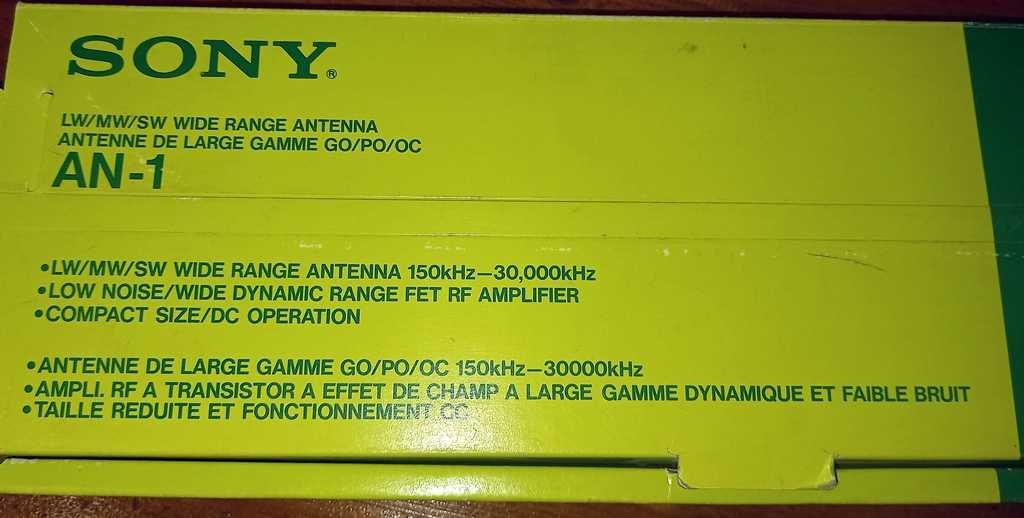 SONY®
LW/MW/SW WIDE RANGE ANTENNA
ANTENNE DE LARGE GAMME GO/PO/OC
AN-1
•LW/MW/SW WIDE RANGE ANTENNA 150kHz—30,000kHz
•LOW NOISE/WIDE DYNAMIC RANGE FET RF AMPLIFIER
•COMPACT SIZE/DC OPERATION
•ANTENNE DE LARGE GAMME GO/PO/OC 150kHz—30000kHz
•AMPLI. RF A TRANSISTOR A EFFET DE CHAMP A LARGE GAMME DYNAMIQUE ET FAIBLE BRUIT
•TAILLE REDUITE ET FONCTIONNEMENT CC